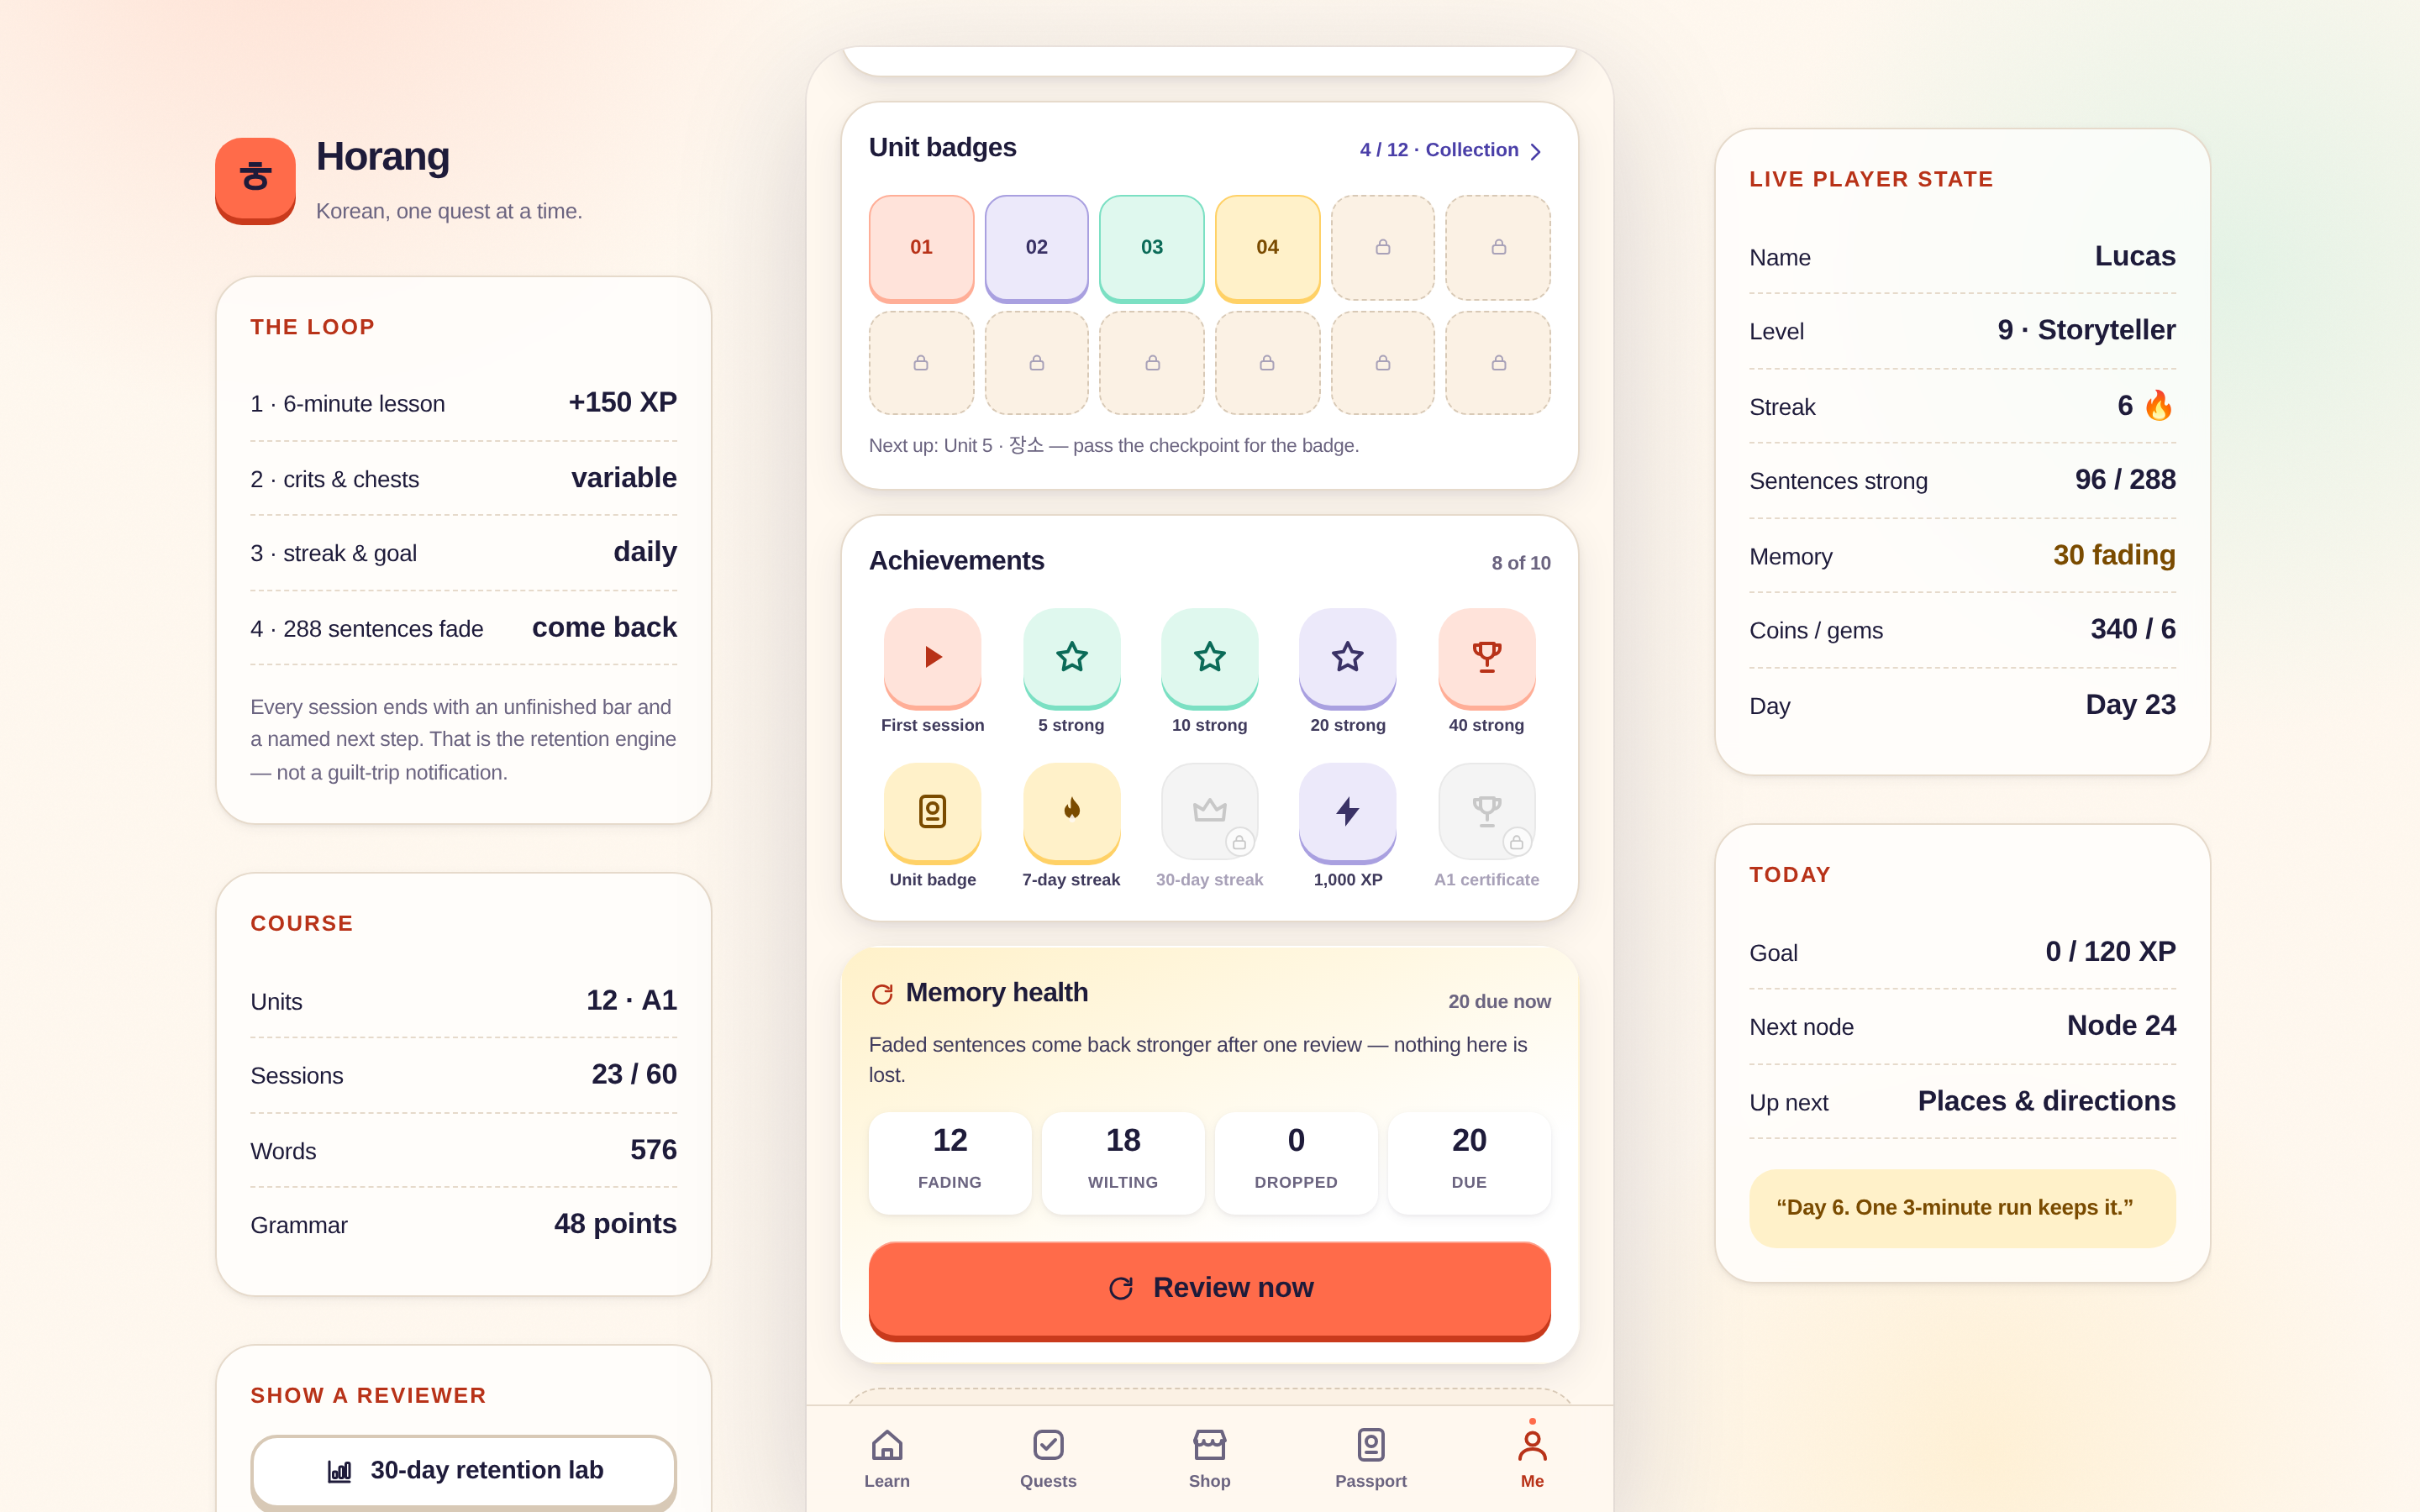 ㅎ
Horang
Korean, one quest at a time.
THE LOOP
1 · 6-minute lesson +150 XP
2 · crits & chests variable
3 · streak & goal daily
4 · 288 sentences fade come back
Every session ends with an unfinished bar and
a named next step. That is the retention engine
— not a guilt-trip notification.
COURSE
Units 12 · A1
Sessions 23 / 60
Words 576
Grammar 48 points
SHOW A REVIEWER
30-day retention lab
Unit badges 4 / 12 · Collection
01 02 03 04
Next up: Unit 5 · 장소 — pass the checkpoint for the badge.
Achievements 8 of 10
First session 5 strong 10 strong 20 strong 40 strong
Unit badge 7-day streak 30-day streak 1,000 XP A1 certificate
Memory health 20 due now
Faded sentences come back stronger after one review — nothing here is
lost.
12 18 0 20
FADING WILTING DROPPED DUE
Review now
Learn Quests Shop Passport Me
LIVE PLAYER STATE
Name Lucas
Level 9 · Storyteller
Streak 6 🔥
Sentences strong 96 / 288
Memory 30 fading
Coins / gems 340 / 6
Day Day 23
TODAY
Goal 0 / 120 XP
Next node Node 24
Up next Places & directions
“Day 6. One 3-minute run keeps it.”